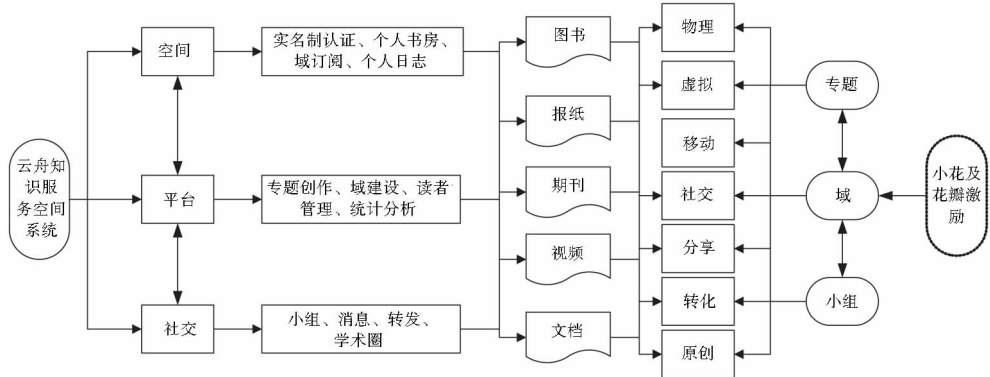 云舟知
识服
务空间
系统
空间
平台
社交
实名制认证、个人书房、
域订阅、个人日志
专题创作、域建设、读者
管理、统计分析
小组、消息、转发、
学术圈
图书
报纸
期刊
视频
文档
物理
虚拟
移动
社交
分享
转化
原创
专题
域
小组
小花及
花瓣激
励